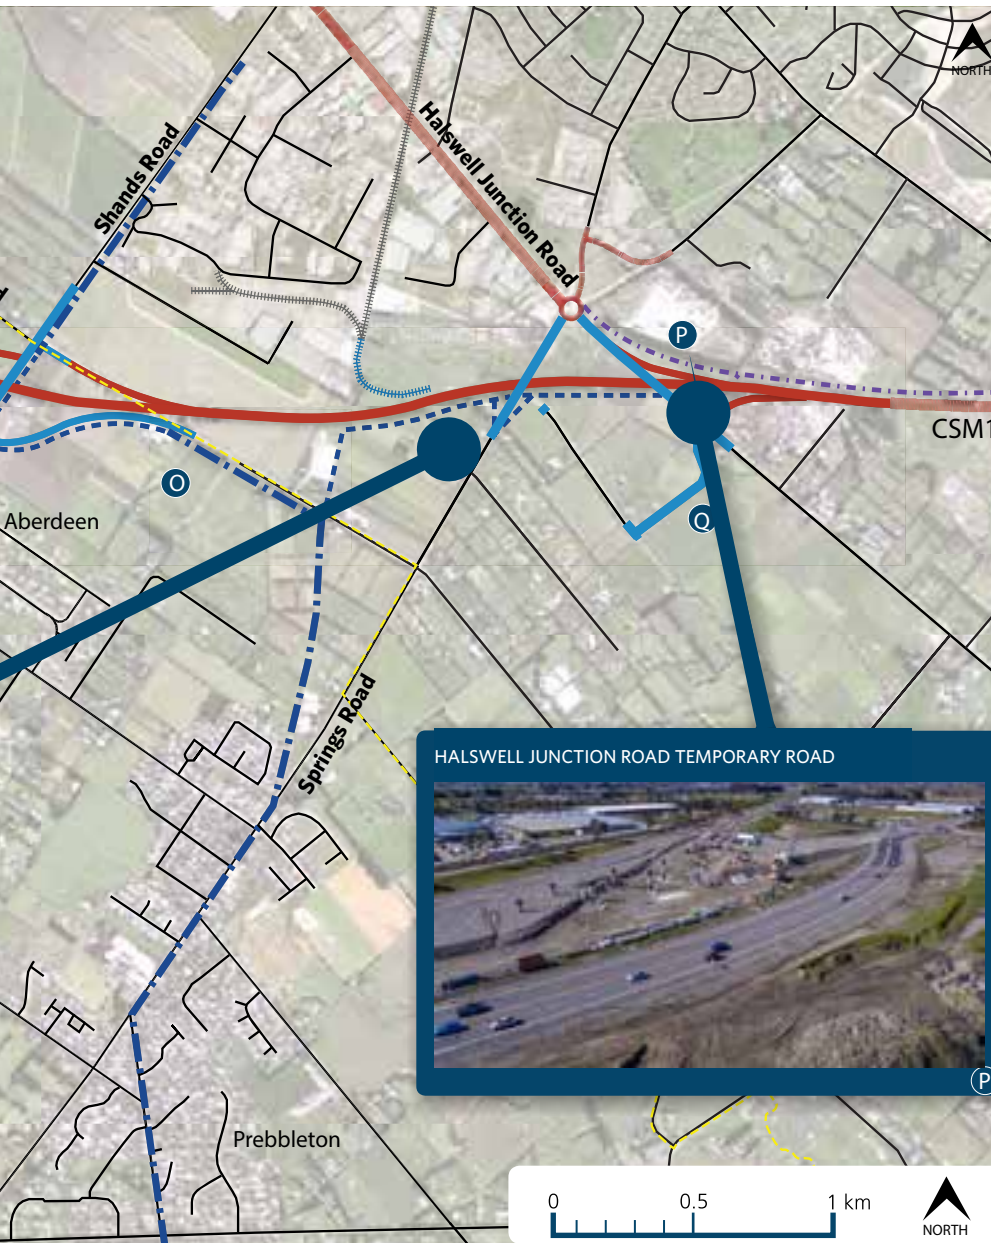 NORTH
Shands Road
Halswell Junction Road
P
CSM1
O
Q
Aberdeen
Springs Road
HALSWELL JUNCTION ROAD TEMPORARY ROAD
P
Prebbleton
0 0.5 1 km
NORTH